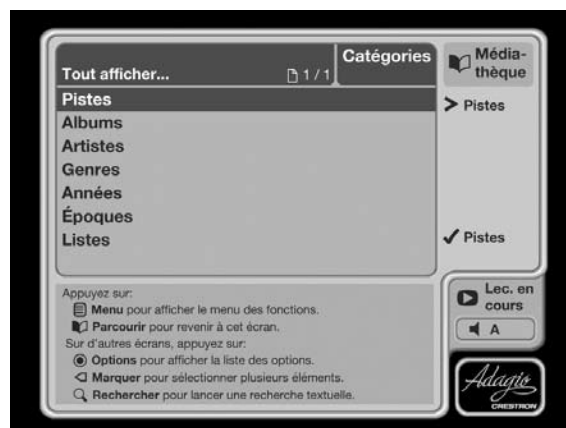 Catégories
Tout afficher... 1 / 1
Pistes
Albums
Artistes
Genres
Années
Époques
Listes
Média-
thèque
> Pistes
✓ Pistes
Appuyez sur:
Menu pour afficher le menu des fonctions.
Parcourir pour revenir à cet écran.
Sur d'autres écrans, appuyez sur:
Options pour afficher la liste des options.
Marquer pour sélectionner plusieurs éléments.
Rechercher pour lancer une recherche textuelle.
Lec. en
cours
A
Adagio
CRESTRON